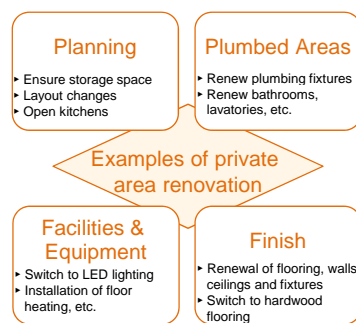 Planning
▸ Ensure storage space
▸ Layout changes
▸ Open kitchens
Plumbed Areas
▸ Renew plumbing fixtures
▸ Renew bathrooms,
lavatories, etc.
Examples of private
area renovation
Facilities &
Equipment
▸ Switch to LED lighting
▸ Installation of floor
heating, etc.
Finish
▸ Renewal of flooring, walls
ceilings and fixtures
▸ Switch to hardwood
flooring